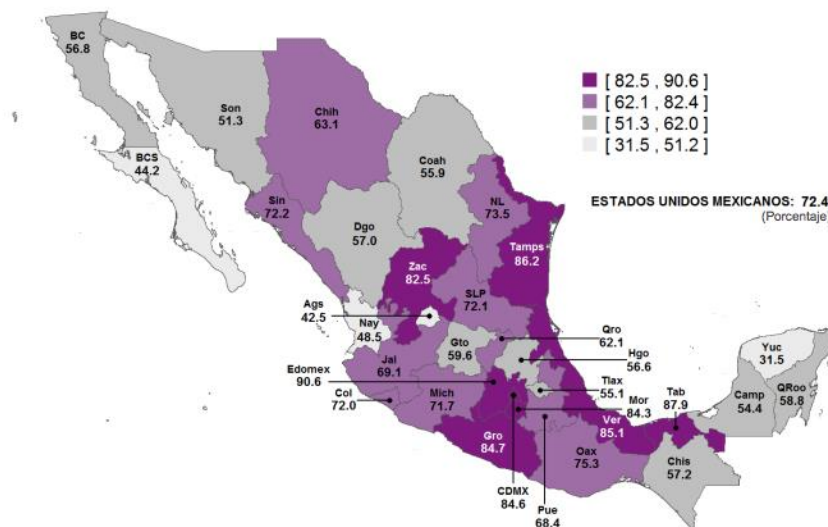 BC
56.8
Son
51.3
Chih
63.1
[ 82.5 , 90.6 ]
[ 62.1 , 82.4 ]
[ 51.3 , 62.0 ]
[ 31.5 , 51.2 ]
BCS
44.2
Coah
55.9
Sin
72.2
NL
73.5
ESTADOS UNIDOS MEXICANOS: 72.4
(Porcentaje)
Dgo
57.0
Tamps
86.2
Zac
82.5
SLP
72.1
Ags
42.5
Nay
48.5
Qro
62.1
Gto
59.6
Hgo
56.6
Yuc
31.5
Jal
69.1
Edomex
90.6
Tlax
55.1
Col
72.0
Mich
71.7
Mor
84.3
Tab
87.9
Camp
54.4
QRoo
58.8
Ver
85.1
Gro
84.7
Oax
75.3
Chis
57.2
CDMX
84.6
Pue
68.4